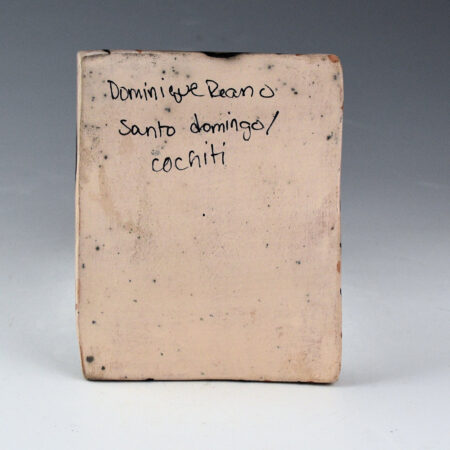 Dominique Reano
Santo domingo/
cochiti